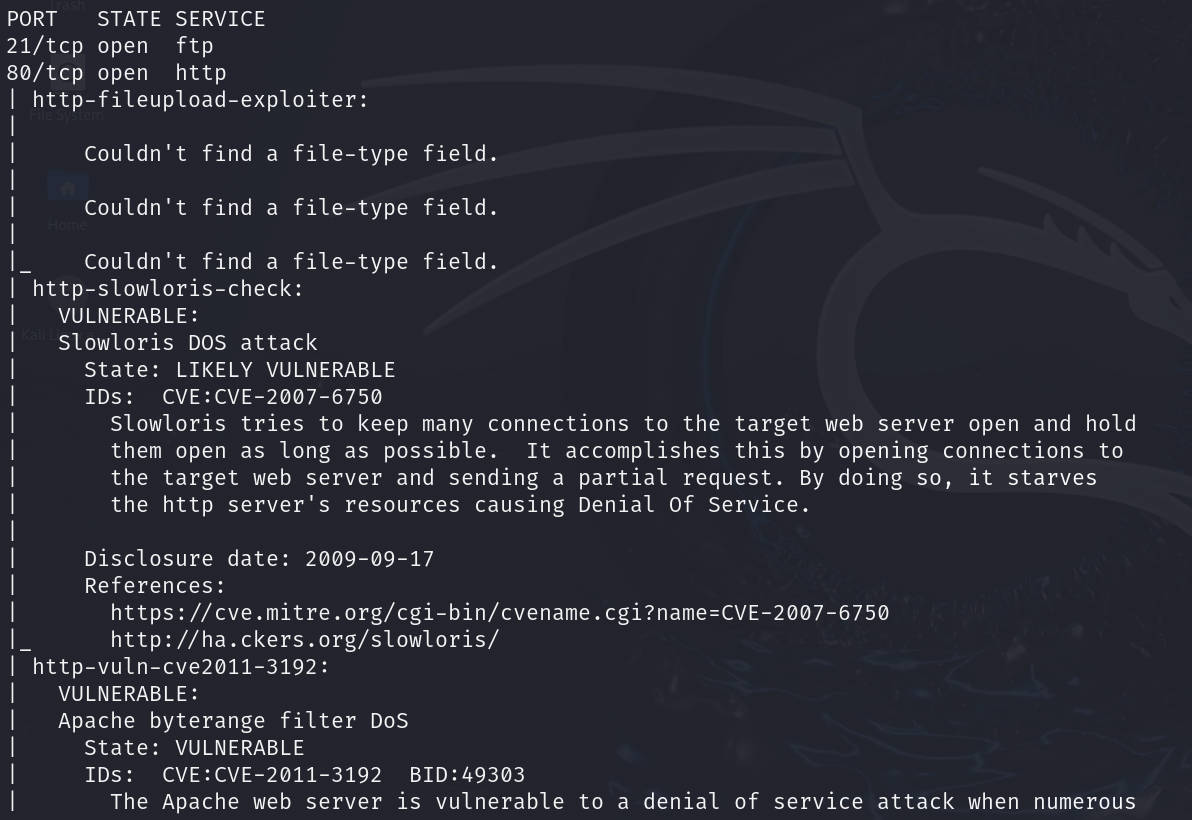 PORT   STATE SERVICE
21/tcp open  ftp
80/tcp open  http
| http-fileupload-exploiter:
|
|     Couldn't find a file-type field.
|
|     Couldn't find a file-type field.
|
|_    Couldn't find a file-type field.
| http-slowloris-check:
|   VULNERABLE:
|   Slowloris DOS attack
|     State: LIKELY VULNERABLE
|     IDs:  CVE:CVE-2007-6750
|       Slowloris tries to keep many connections to the target web server open and hold
|       them open as long as possible.  It accomplishes this by opening connections to
|       the target web server and sending a partial request. By doing so, it starves
|       the http server's resources causing Denial Of Service.
|
|     Disclosure date: 2009-09-17
|     References:
|       https://cve.mitre.org/cgi-bin/cvename.cgi?name=CVE-2007-6750
|_      http://ha.ckers.org/slowloris/
| http-vuln-cve2011-3192:
|   VULNERABLE:
|   Apache byterange filter DoS
|     State: VULNERABLE
|     IDs:  CVE:CVE-2011-3192  BID:49303
|       The Apache web server is vulnerable to a denial of service attack when numerous
Trash
File System
Home
Kali